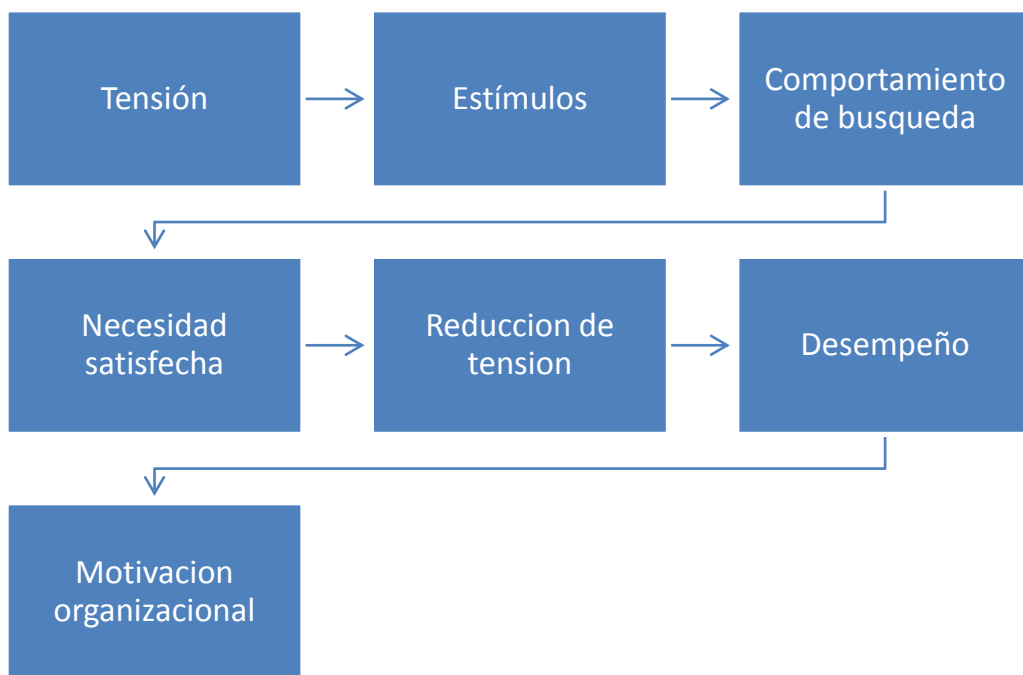 Tensión
Estímulos
Comportamiento
de busqueda
Necesidad
satisfecha
Reduccion de
tension
Desempeño
Motivacion
organizacional